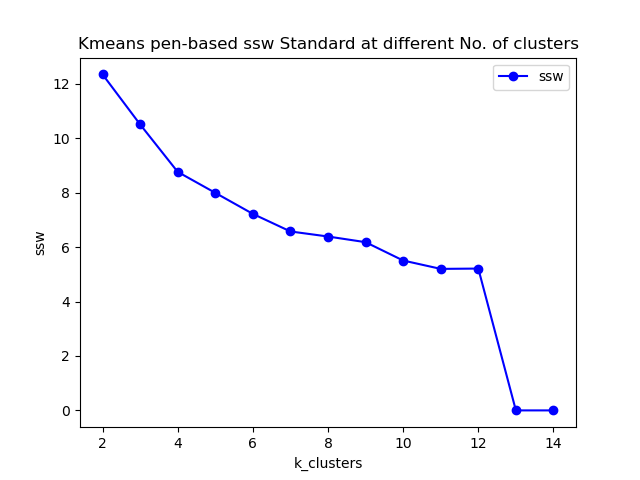 Kmeans pen-based ssw Standard at different No. of clusters
ssw
12
10
8
6
4
2
0
ssw
2 4 6 8 10 12 14
k_clusters